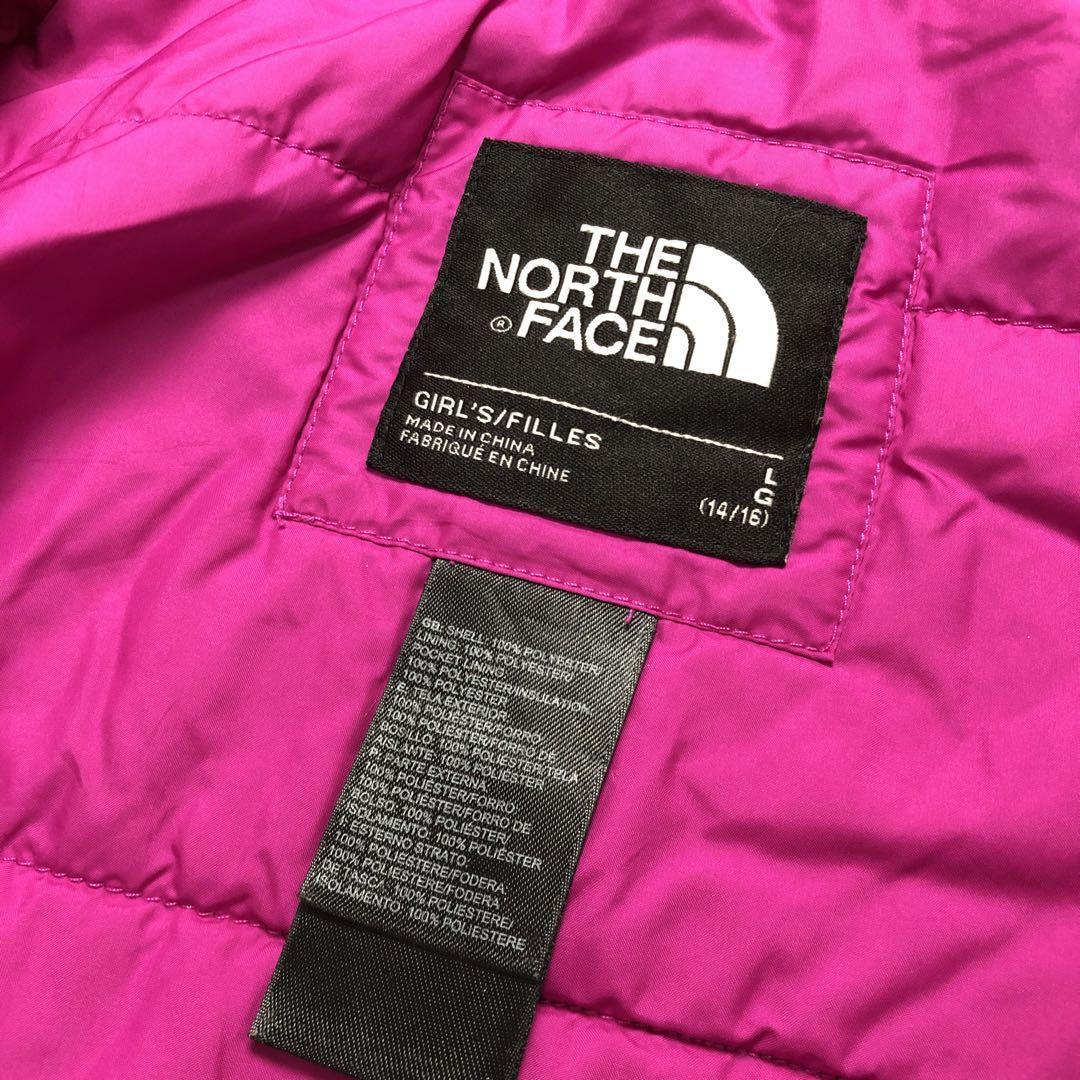 THE
NORTH
® FACE
GIRL'S/FILLES
MADE IN CHINA
FABRIQUÉ EN CHINE
L
G
(14/16)
GB. SHELL: 100% POLYESTER
LINING: 100% POLYESTER/
POCKET LINING:
100% POLYESTER/INSULATION:
100% POLYESTER
E. TELA EXTERIOR:
100% POLIÉSTER/FORRO:
100% POLIÉSTER/FORRO DE
BOSILLO: 100% POLIÉSTER/TELA
AISLANTE: 100% POLIÉSTER
P. PARTE EXTERNA:
100% POLIÉSTER/FORRO:
100% POLIÉSTER/FORRO DE
BOLSO: 100% POLIÉSTER/
ISOLAMENTO: 100% POLIÉSTER
ESTERNO STRATO:
100% POLIESTERE/FODERA
100% POLIESTERE/FODERA
DI TASCA: 100% POLIESTERE/
ISOLAMENTO: 100% POLIESTERE